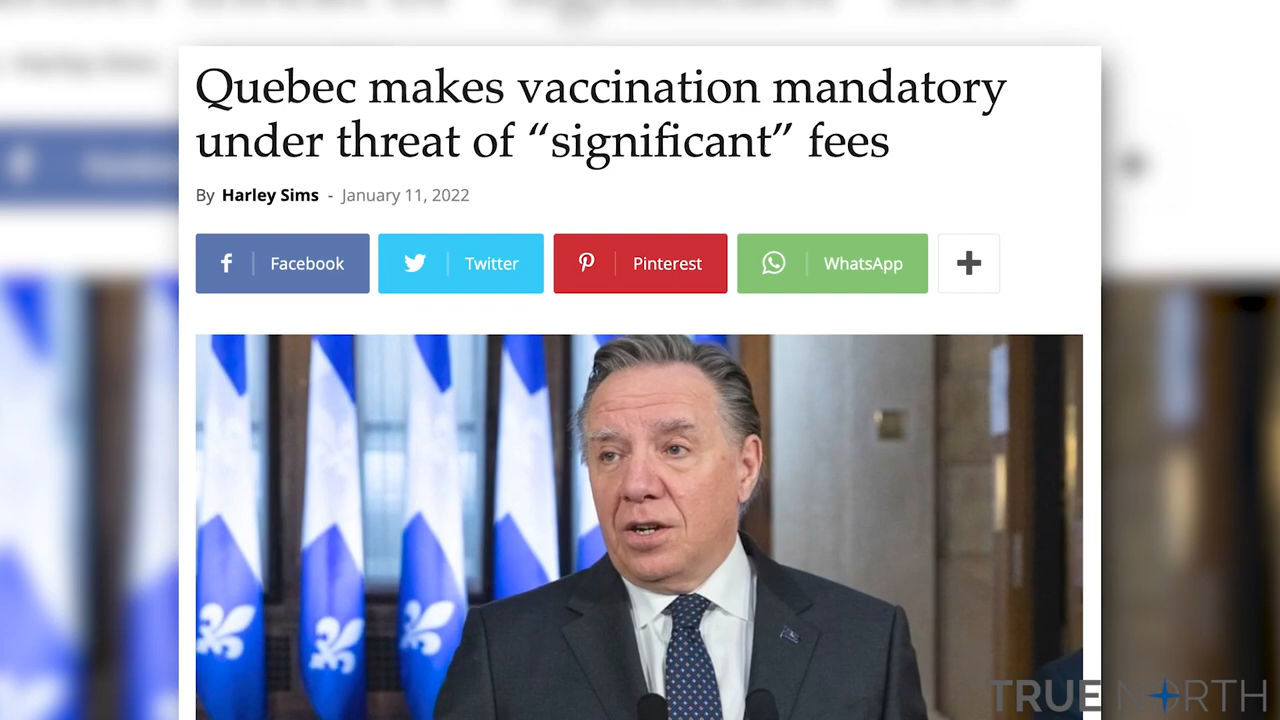 Quebec makes vaccination mandatory
under threat of “significant” fees
By Harley Sims - January 11, 2022
Facebook
Twitter
Pinterest
WhatsApp
TRUE NORTH